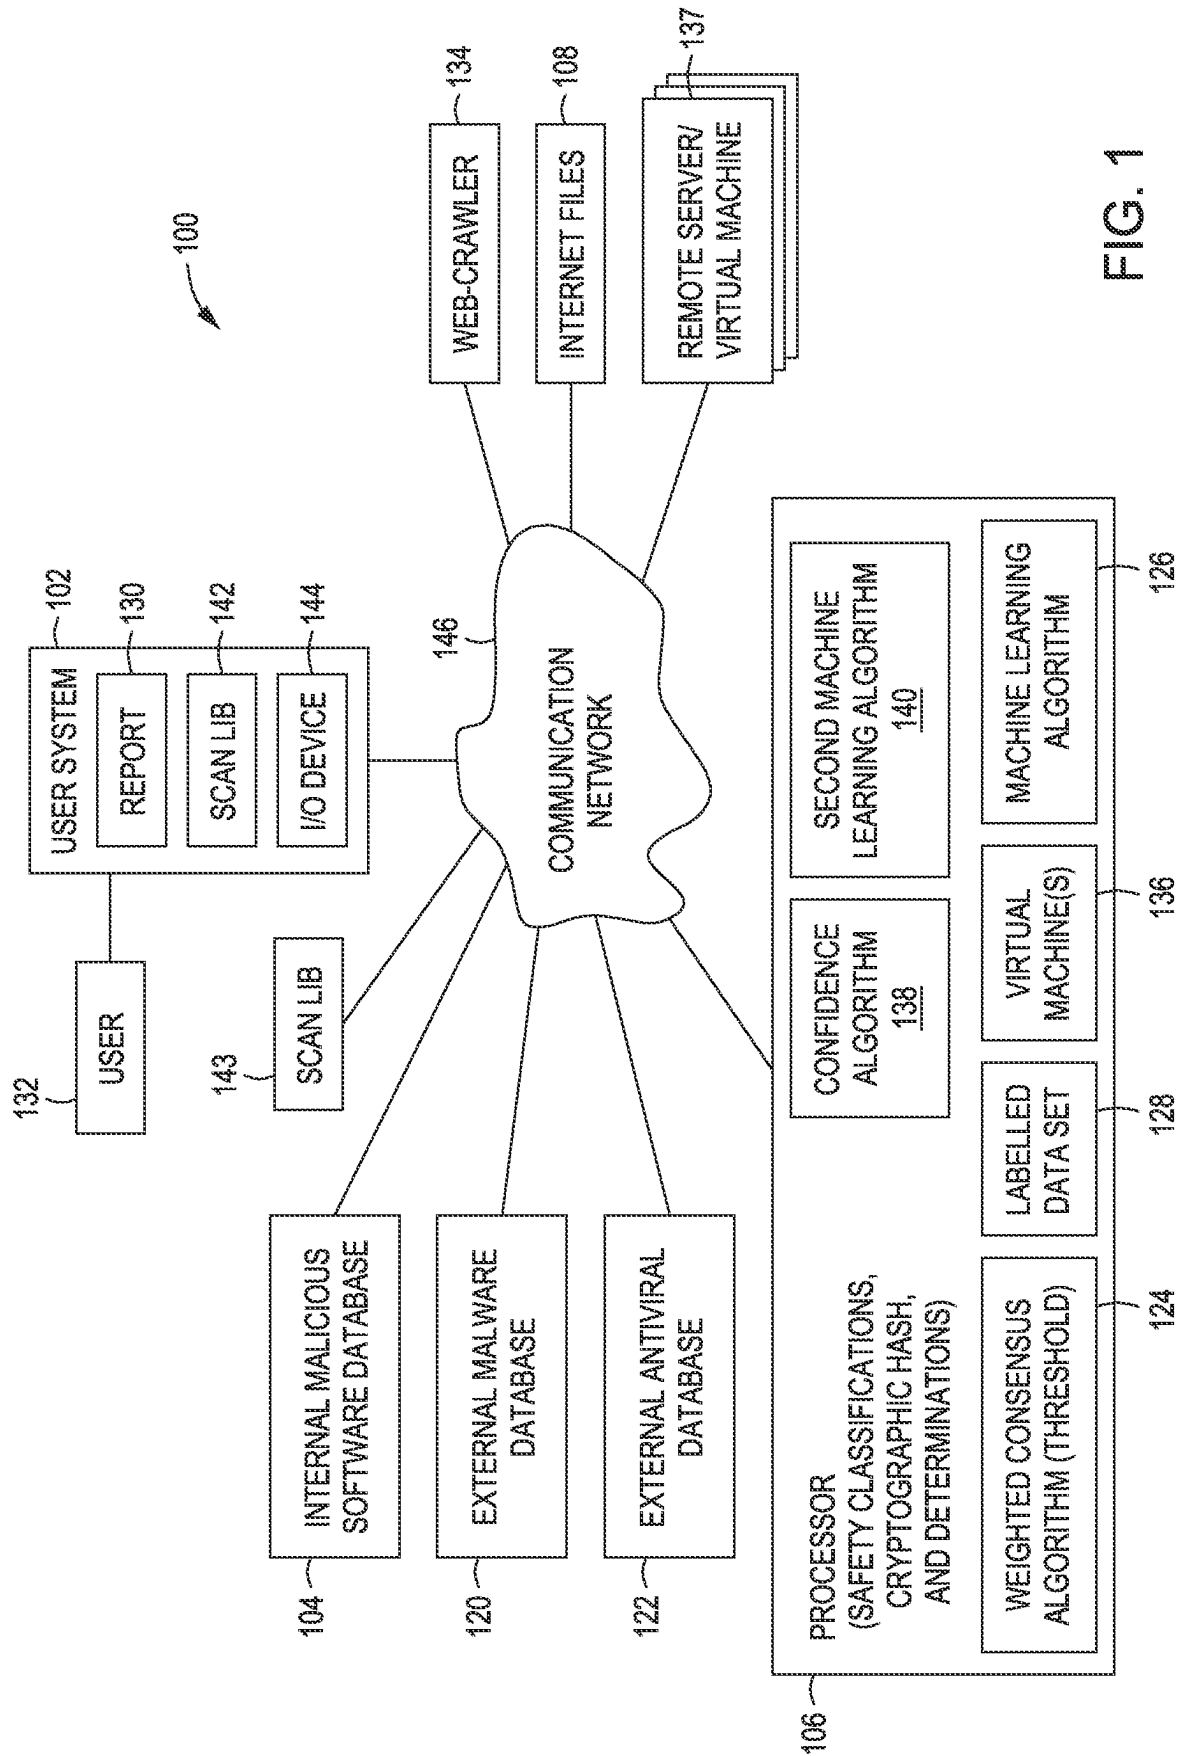 100
132
USER
USER SYSTEM
102
REPORT
130
SCAN LIB
142
I/O DEVICE
144
143
SCAN LIB
104
INTERNAL MALICIOUS
SOFTWARE DATABASE
120
EXTERNAL MALWARE
DATABASE
122
EXTERNAL ANTIVIRAL
DATABASE
146
COMMUNICATION
NETWORK
WEB-CRAWLER
134
INTERNET FILES
108
REMOTE SERVER/
VIRTUAL MACHINE
137
106
PROCESSOR
(SAFETY CLASSIFICATIONS,
CRYPTOGRAPHIC HASH,
AND DETERMINATIONS)
CONFIDENCE
ALGORITHM
138
SECOND MACHINE
LEARNING ALGORITHM
140
WEIGHTED CONSENSUS
ALGORITHM (THRESHOLD)
124
LABELLED
DATA SET
128
VIRTUAL
MACHINE(S)
136
MACHINE LEARNING
ALGORITHM
126
FIG. 1